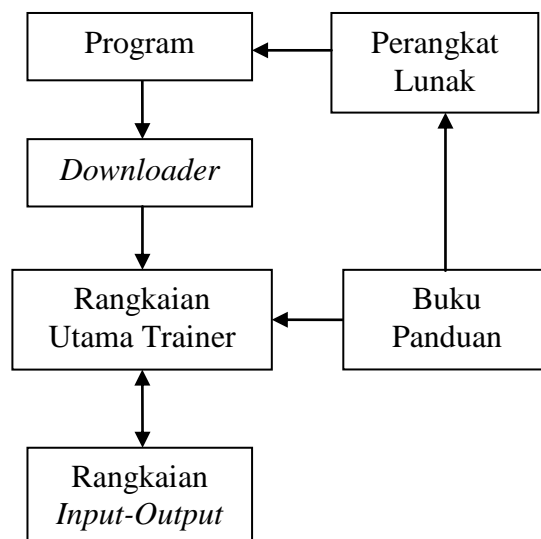 Program
Perangkat
Lunak
Downloader
Rangkaian
Utama Trainer
Buku
Panduan
Rangkaian
Input-Output